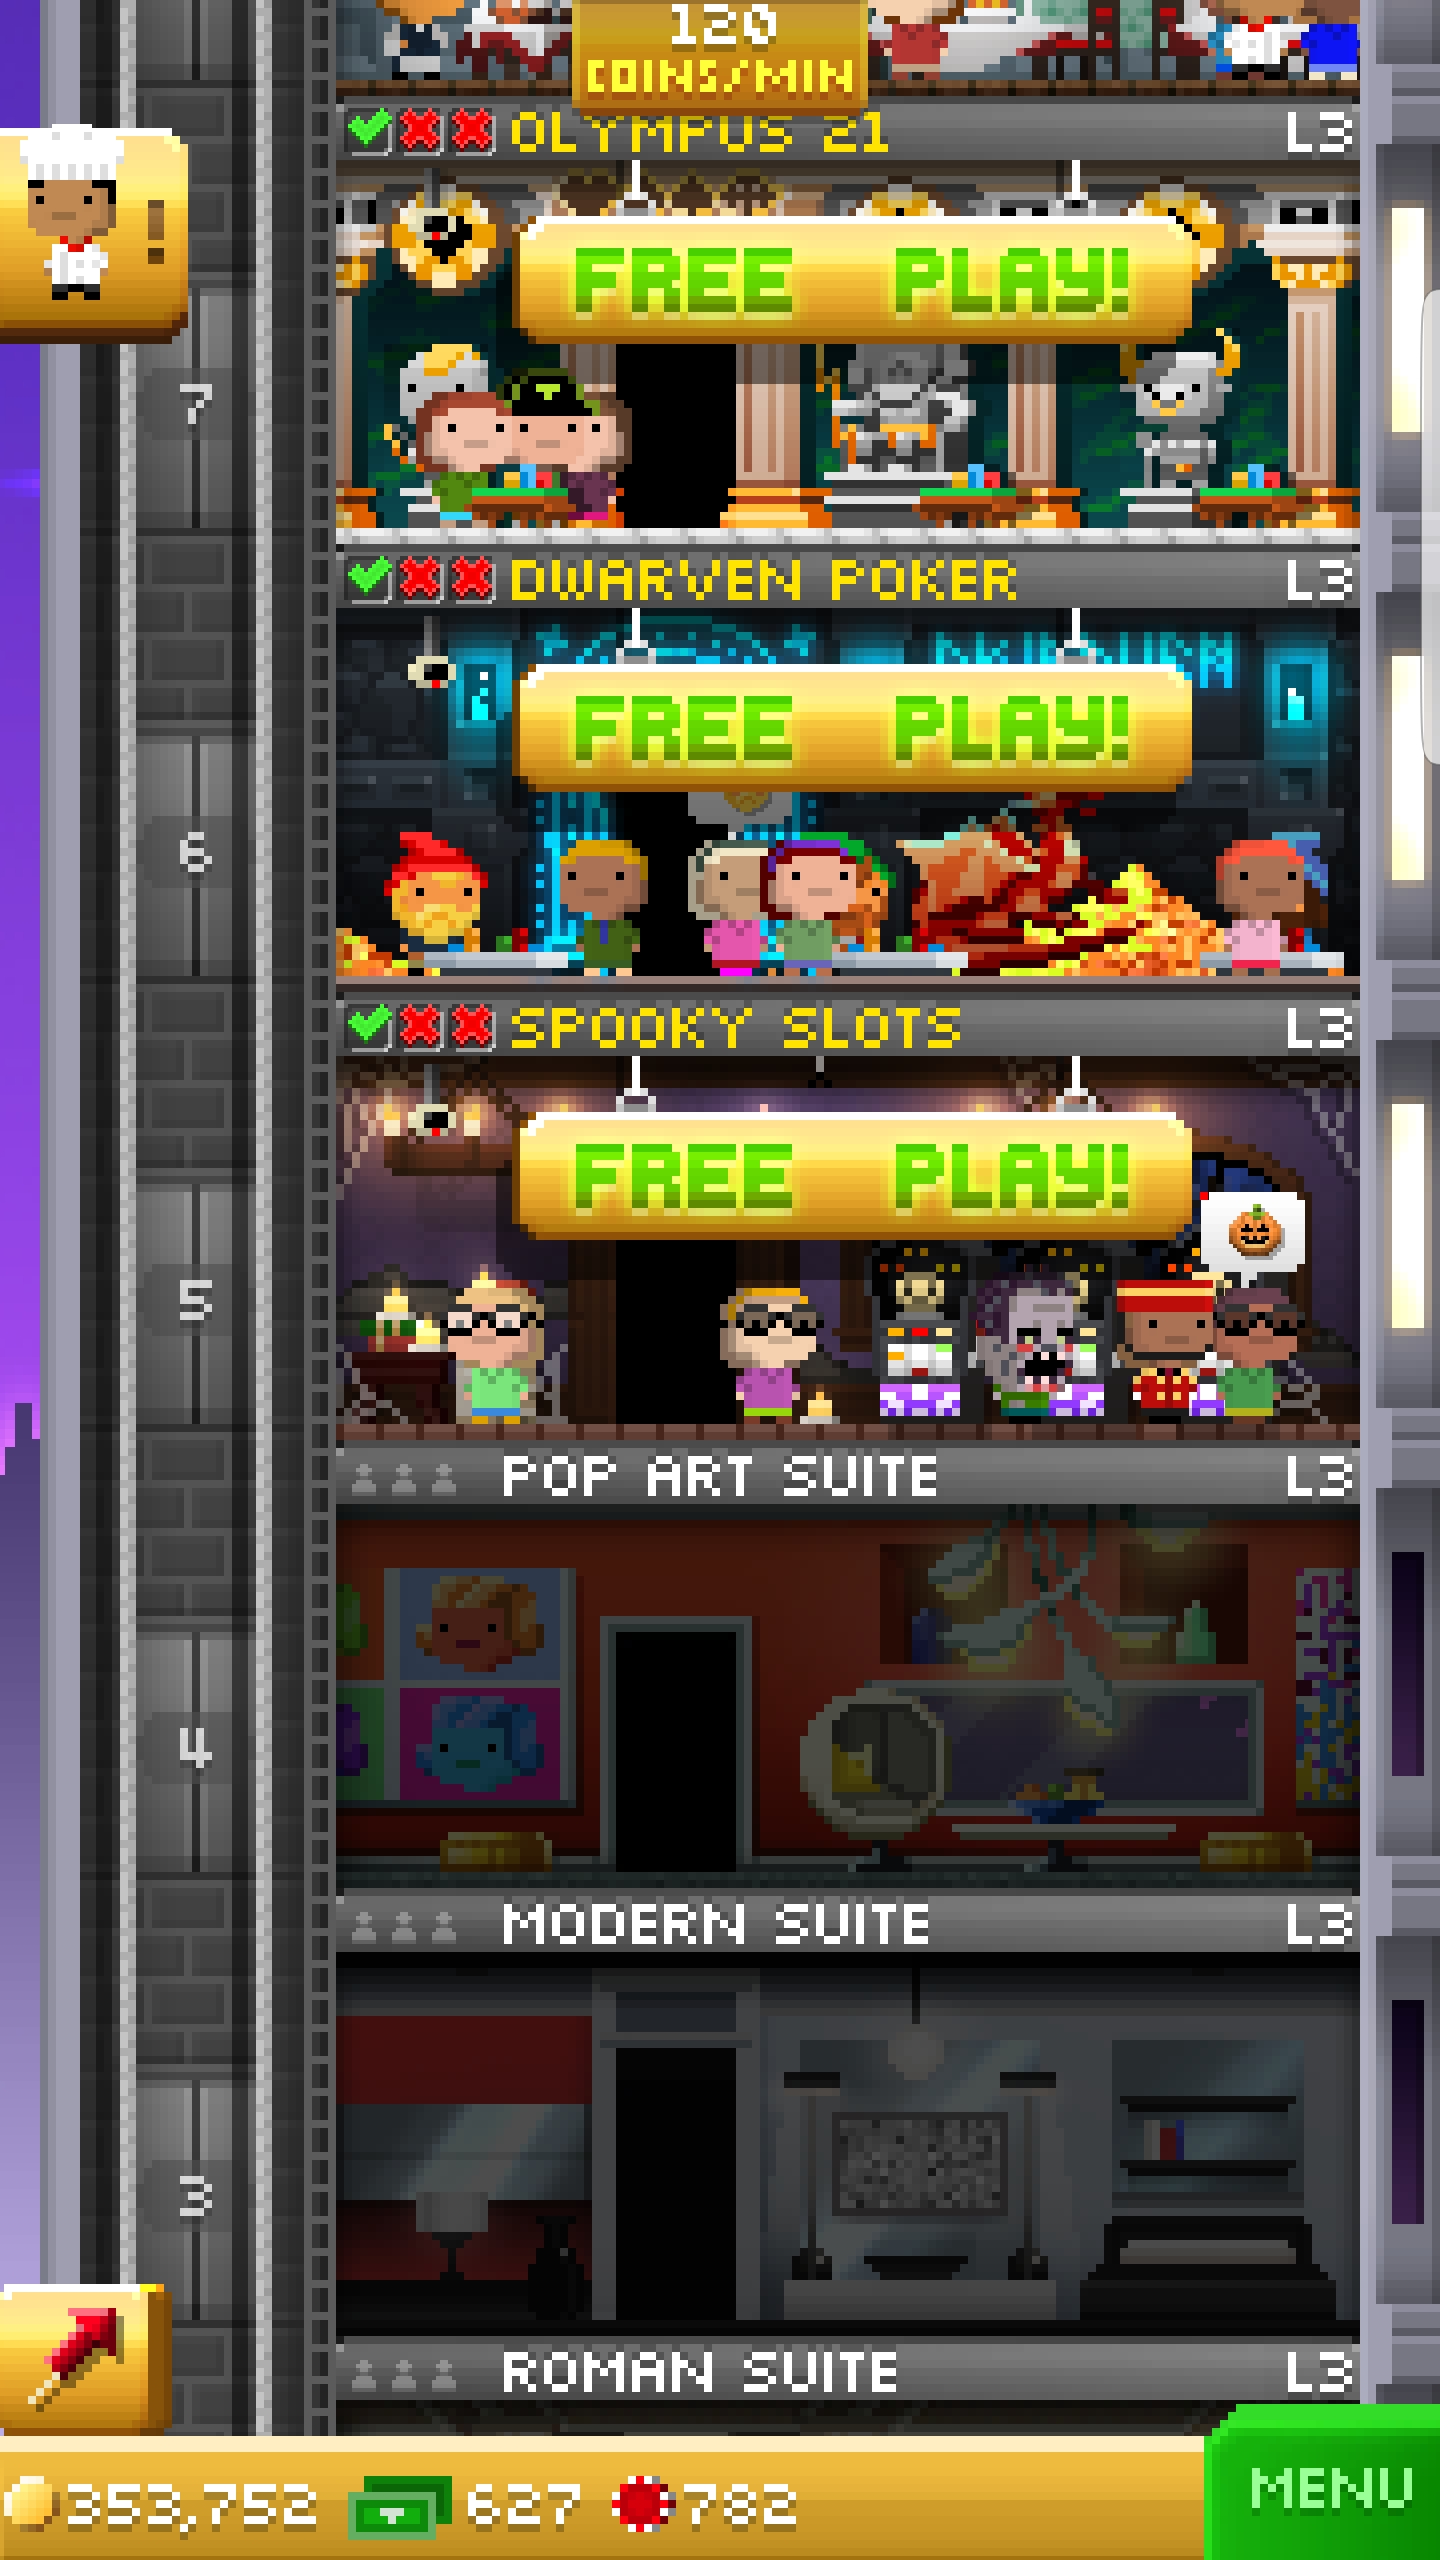 120
COINS/MIN
OLYMPUS 21 L3
FREE PLAY!
7
DWARVEN POKER L3
FREE PLAY!
6
SPOOKY SLOTS L3
FREE PLAY!
5
POP ART SUITE L3
4
MODERN SUITE L3
3
ROMAN SUITE L3
353,752 627 782
MENU